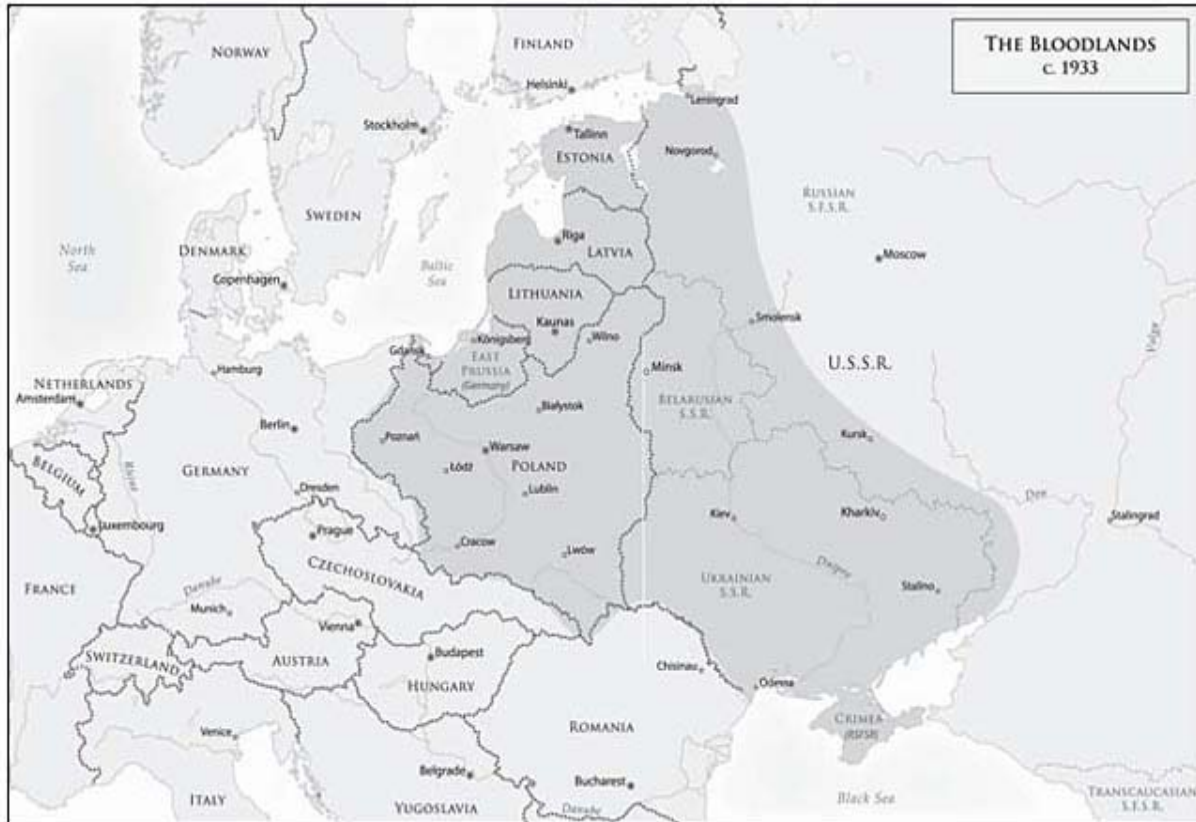 THE BLOODLANDS
C. 1933
NORWAY
FINLAND
Helsinki
Leningrad
Stockholm
Tallinn
ESTONIA
Novgorod
RUSSIAN
S.F.S.R.
SWEDEN
North
Sea
DENMARK
Riga
LATVIA
Moscow
Baltic
Sea
Copenhagen
LITHUANIA
Kaunas
Wilno
Smolensk
Volga
Königsberg
Gdańsk
EAST
PRUSSIA
(Germany)
U.S.S.R.
Minsk
Hamburg
NETHERLANDS
Amsterdam
BELARUSIAN
S.S.R.
Białystok
Berlin
Poznań
Kursk
Warsaw
BELGIUM
Rhine
GERMANY
Łódź
POLAND
Dresden
Lublin
Don
Luxembourg
Prague
Kiev
Kharkiv
Stalingrad
Cracow
Lwów
CZECHOSLOVAKIA
Dnipro
FRANCE
Danube
UKRAINIAN
S.S.R.
Stalino
Munich
Vienna
SWITZERLAND
AUSTRIA
Budapest
HUNGARY
Chisinau
Odessa
CRIMEA
(RSFSR)
ROMANIA
Venice
Belgrade
Bucharest
Black Sea
ITALY
YUGOSLAVIA
Danube
TRANSCAUCASIAN
S.F.S.R.